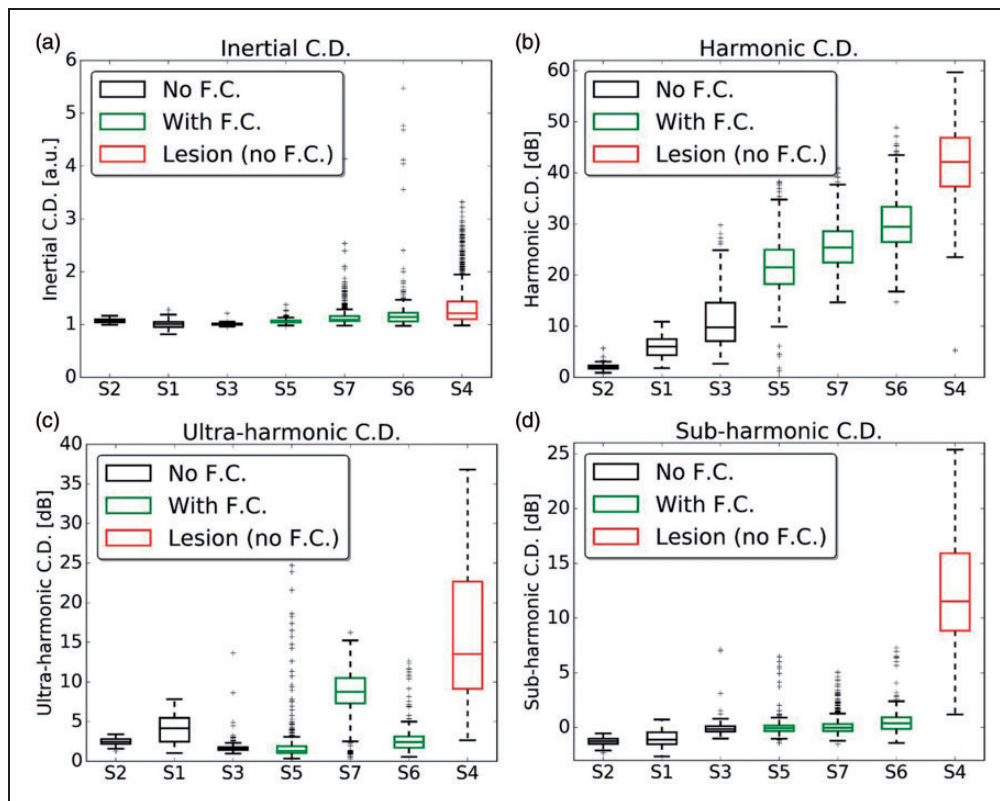 (a)
Inertial C.D.
6
5
4
3
2
1
0
Inertial C.D. [a.u.]
No F.C.
With F.C.
Lesion (no F.C.)
S2 S1 S3 S5 S7 S6 S4
(b)
Harmonic C.D.
60
50
40
30
20
10
0
Harmonic C.D. [dB]
No F.C.
With F.C.
Lesion (no F.C.)
S2 S1 S3 S5 S7 S6 S4
(c)
Ultra-harmonic C.D.
40
35
30
25
20
15
10
5
0
Ultra-harmonic C.D. [dB]
No F.C.
With F.C.
Lesion (no F.C.)
S2 S1 S3 S5 S7 S6 S4
(d)
Sub-harmonic C.D.
25
20
15
10
5
0
Sub-harmonic C.D. [dB]
No F.C.
With F.C.
Lesion (no F.C.)
S2 S1 S3 S5 S7 S6 S4